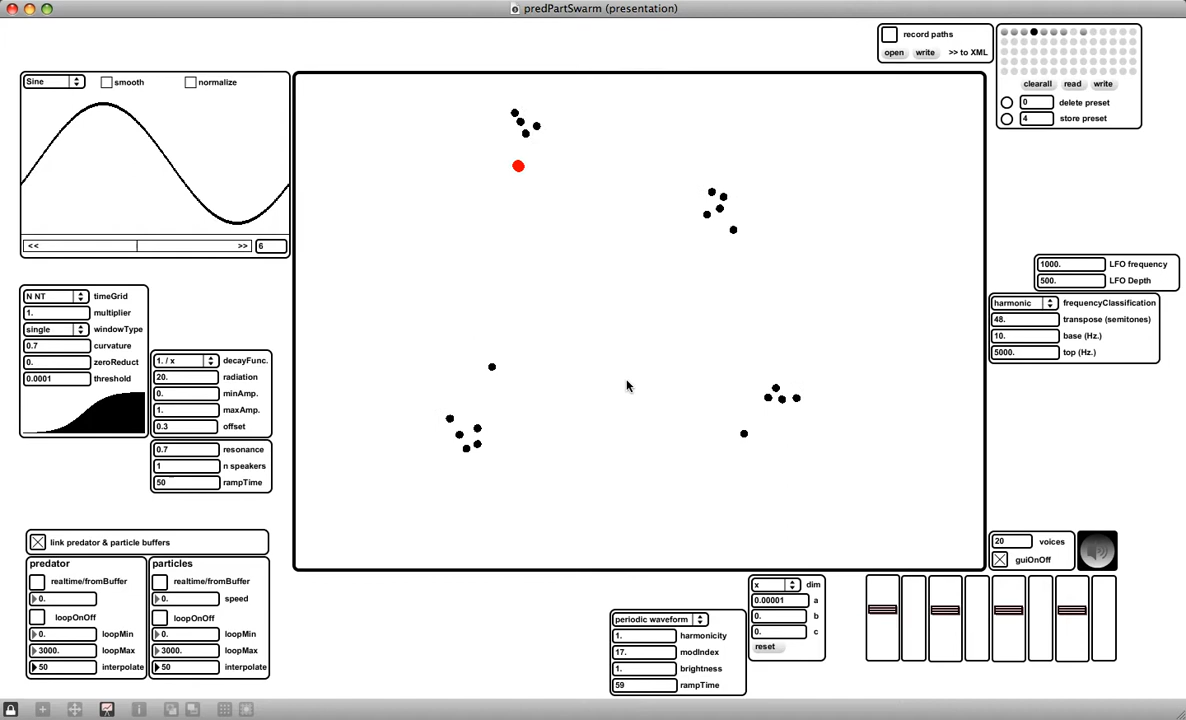 predPartSwarm (presentation)
record paths
open write >> to XML
clearall read write
0 delete preset
4 store preset
Sine smooth normalize
<< >> 6
N NT timeGrid
1. multiplier
single windowType
0.7 curvature
0. zeroReduct
0.0001 threshold
1. / x decayFunc.
20. radiation
0. minAmp.
1. maxAmp.
0.3 offset
0.7 resonance
1 n speakers
50 rampTime
1000. LFO frequency
500. LFO Depth
harmonic frequencyClassification
48. transpose (semitones)
10. base (Hz.)
5000. top (Hz.)
link predator & particle buffers
predator
realtime/fromBuffer
0.
loopOnOff
0. loopMin
3000. loopMax
50 interpolate
particles
realtime/fromBuffer
0. speed
loopOnOff
0. loopMin
3000. loopMax
50 interpolate
periodic waveform
1. harmonicity
17. modIndex
1. brightness
59 rampTime
x dim
0.00001 a
0. b
0. c
reset
20 voices
guiOnOff